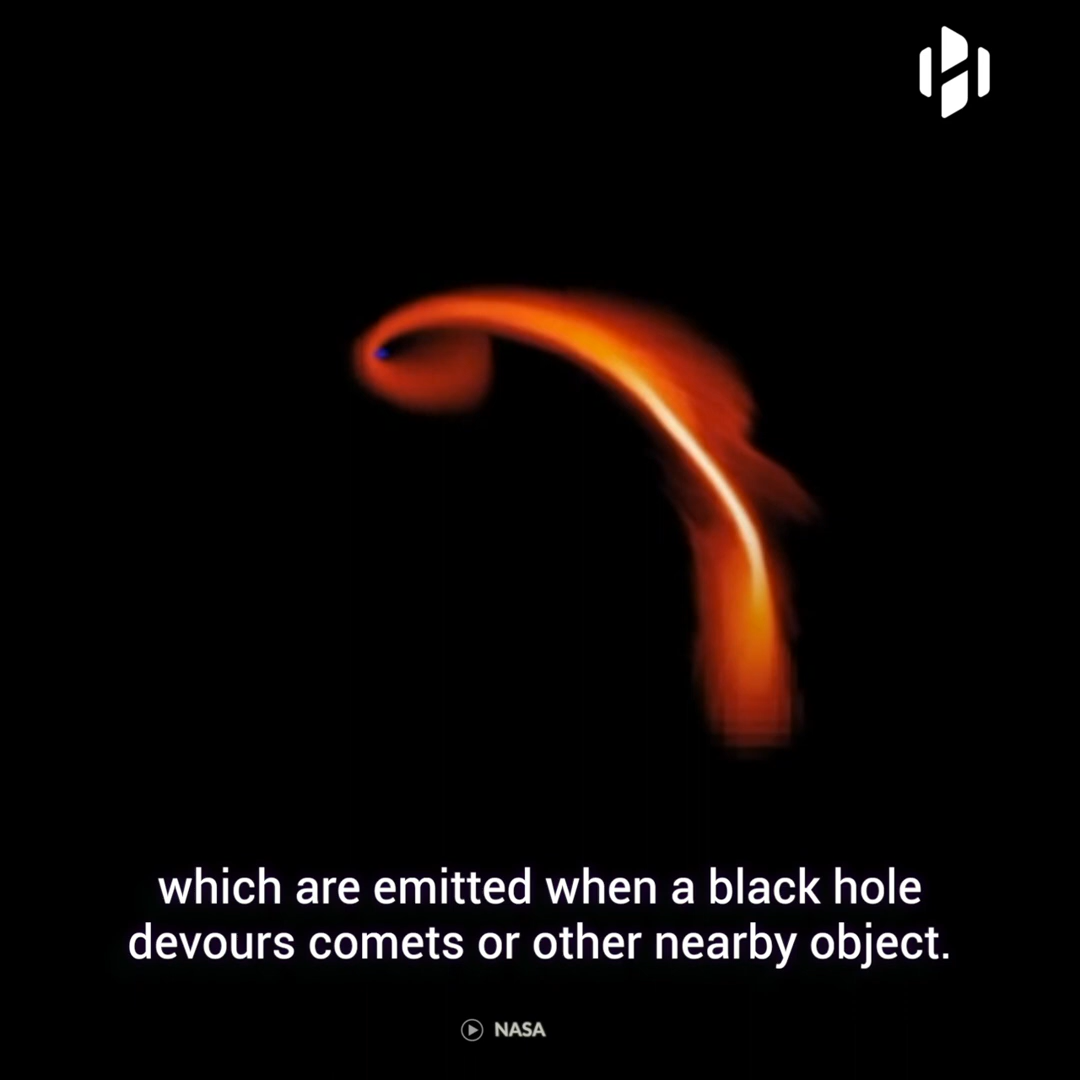 which are emitted when a black hole
devours comets or other nearby object.
NASA